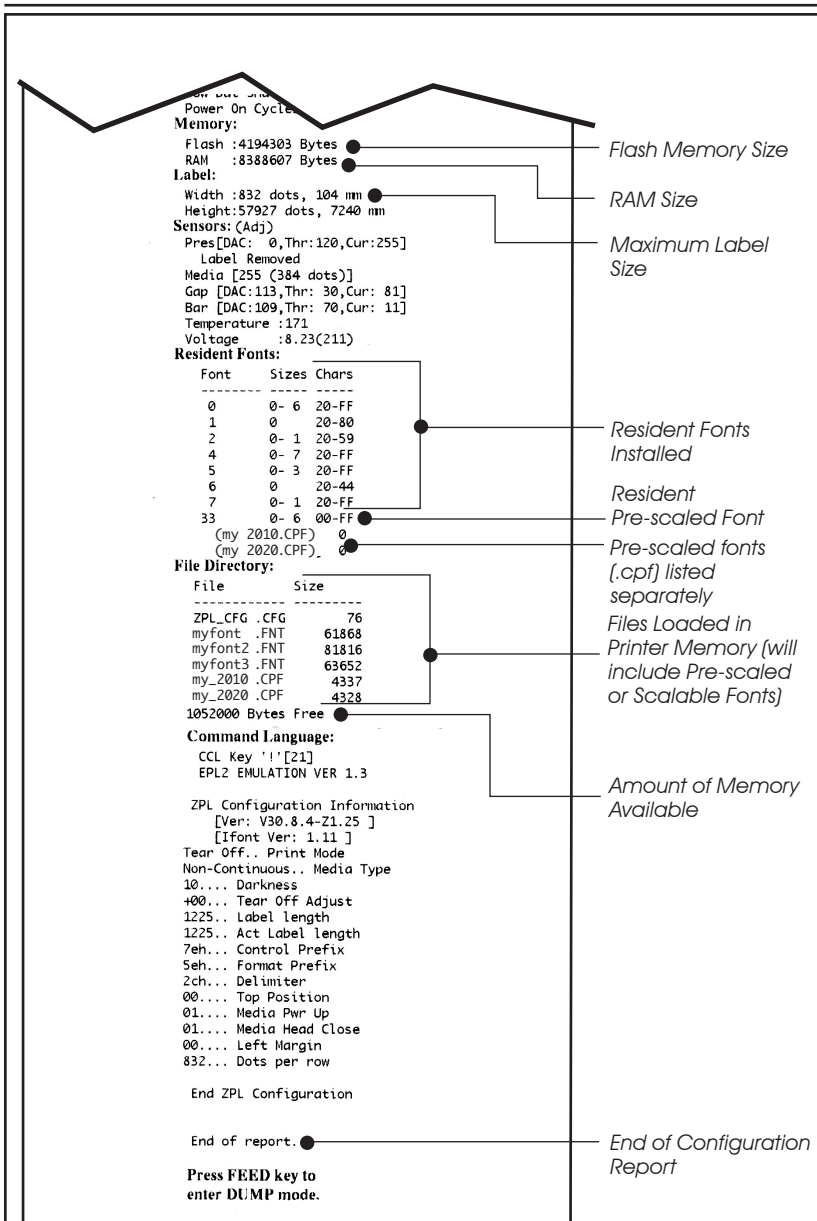 Power On Cycle
Memory:
Flash :4194303 Bytes
RAM :8388607 Bytes
Label:
Width :832 dots, 104 mm
Height:57927 dots, 7240 mm
Sensors: (Adj)
Pres[DAC: 0,Thr:120,Cur:255]
Label Removed
Media [255 (384 dots)]
Gap [DAC:113,Thr: 30,Cur: 81]
Bar [DAC:109,Thr: 70,Cur: 11]
Temperature :171
Voltage :8.23(211)
Resident Fonts:
Font Sizes Chars
-------- ----- -----
0 0- 6 20-FF
1 0 20-80
2 0- 1 20-59
4 0- 7 20-FF
5 0- 3 20-FF
6 0 20-44
7 0- 1 20-FF
33 0- 6 00-FF
(my 2010.CPF) 0
(my 2020.CPF) 0
File Directory:
File Size
------------ ---------
ZPL_CFG .CFG 76
myfont .FNT 61868
myfont2 .FNT 81816
myfont3 .FNT 63652
my_2010 .CPF 4337
my_2020 .CPF 4328
1052000 Bytes Free
Command Language:
CCL Key '!'[21]
EPL2 EMULATION VER 1.3
ZPL Configuration Information
[Ver: V30.8.4-Z1.25 ]
[Ifont Ver: 1.11 ]
Tear Off.. Print Mode
Non-Continuous.. Media Type
10.... Darkness
+00... Tear Off Adjust
1225.. Label length
1225.. Act Label length
7eh... Control Prefix
5eh... Format Prefix
2ch... Delimiter
00.... Top Position
01.... Media Pwr Up
01.... Media Head Close
00.... Left Margin
832... Dots per row
End ZPL Configuration
End of report.
Press FEED key to
enter DUMP mode.
Flash Memory Size
RAM Size
Maximum Label
Size
Resident Fonts
Installed
Resident
Pre-scaled Font
Pre-scaled fonts
(.cpf) listed
separately
Files Loaded in
Printer Memory (will
include Pre-scaled
or Scalable Fonts)
Amount of Memory
Available
End of Configuration
Report